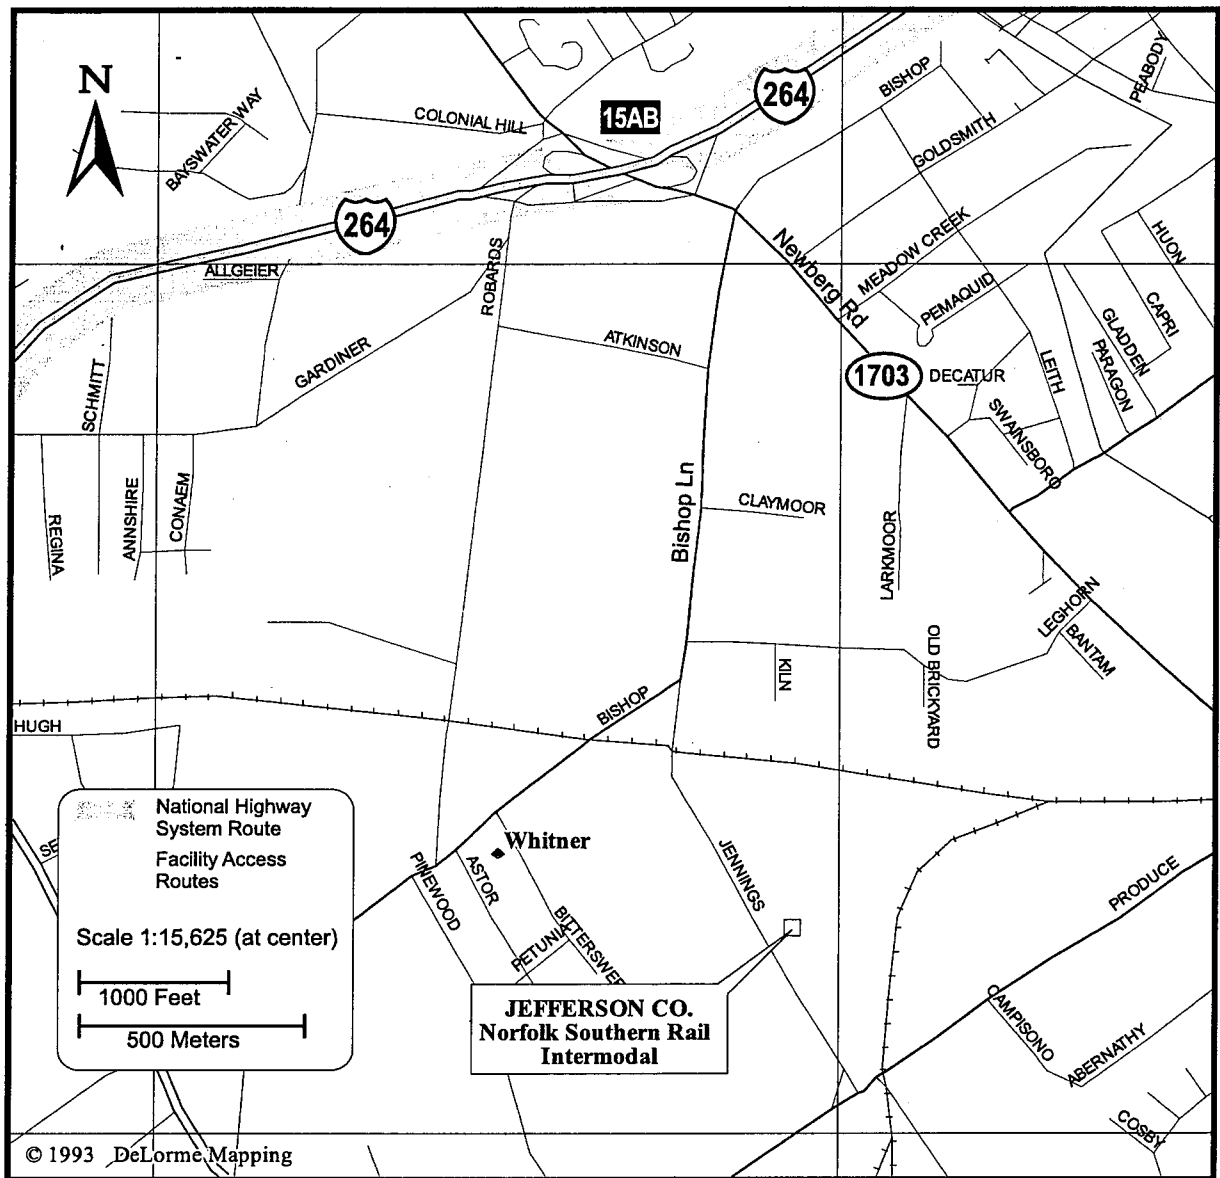 N
BAYSWATER WAY
COLONIAL HILL
15AB
264
BISHOP
PEABODY
GOLDSMITH
264
ALLGEIER
ROBARDS
Newberg Rd
MEADOW CREEK
HUON
PEMAQUID
CAPRI
GLADDEN
PARAGON
SCHMITT
GARDINER
ATKINSON
1703
DECATUR
LEITH
SWAINSBORO
REGINA
ANNSHIRE
CONAEM
Bishop Ln
CLAYMOOR
LARKMOOR
LEGHORN
BANTAM
KILN
OLD BRICKYARD
HUGH
BISHOP
National Highway
System Route
Facility Access
Routes
Scale 1:15,625 (at center)
1000 Feet
500 Meters
SE
Whitner
PINEWOOD
ASTOR
PETUNIA
BITTERSWEE
JENNINGS
PRODUCE
JEFFERSON CO.
Norfolk Southern Rail
Intermodal
CAMPISONO
ABERNATHY
COSBY
© 1993 DeLorme Mapping